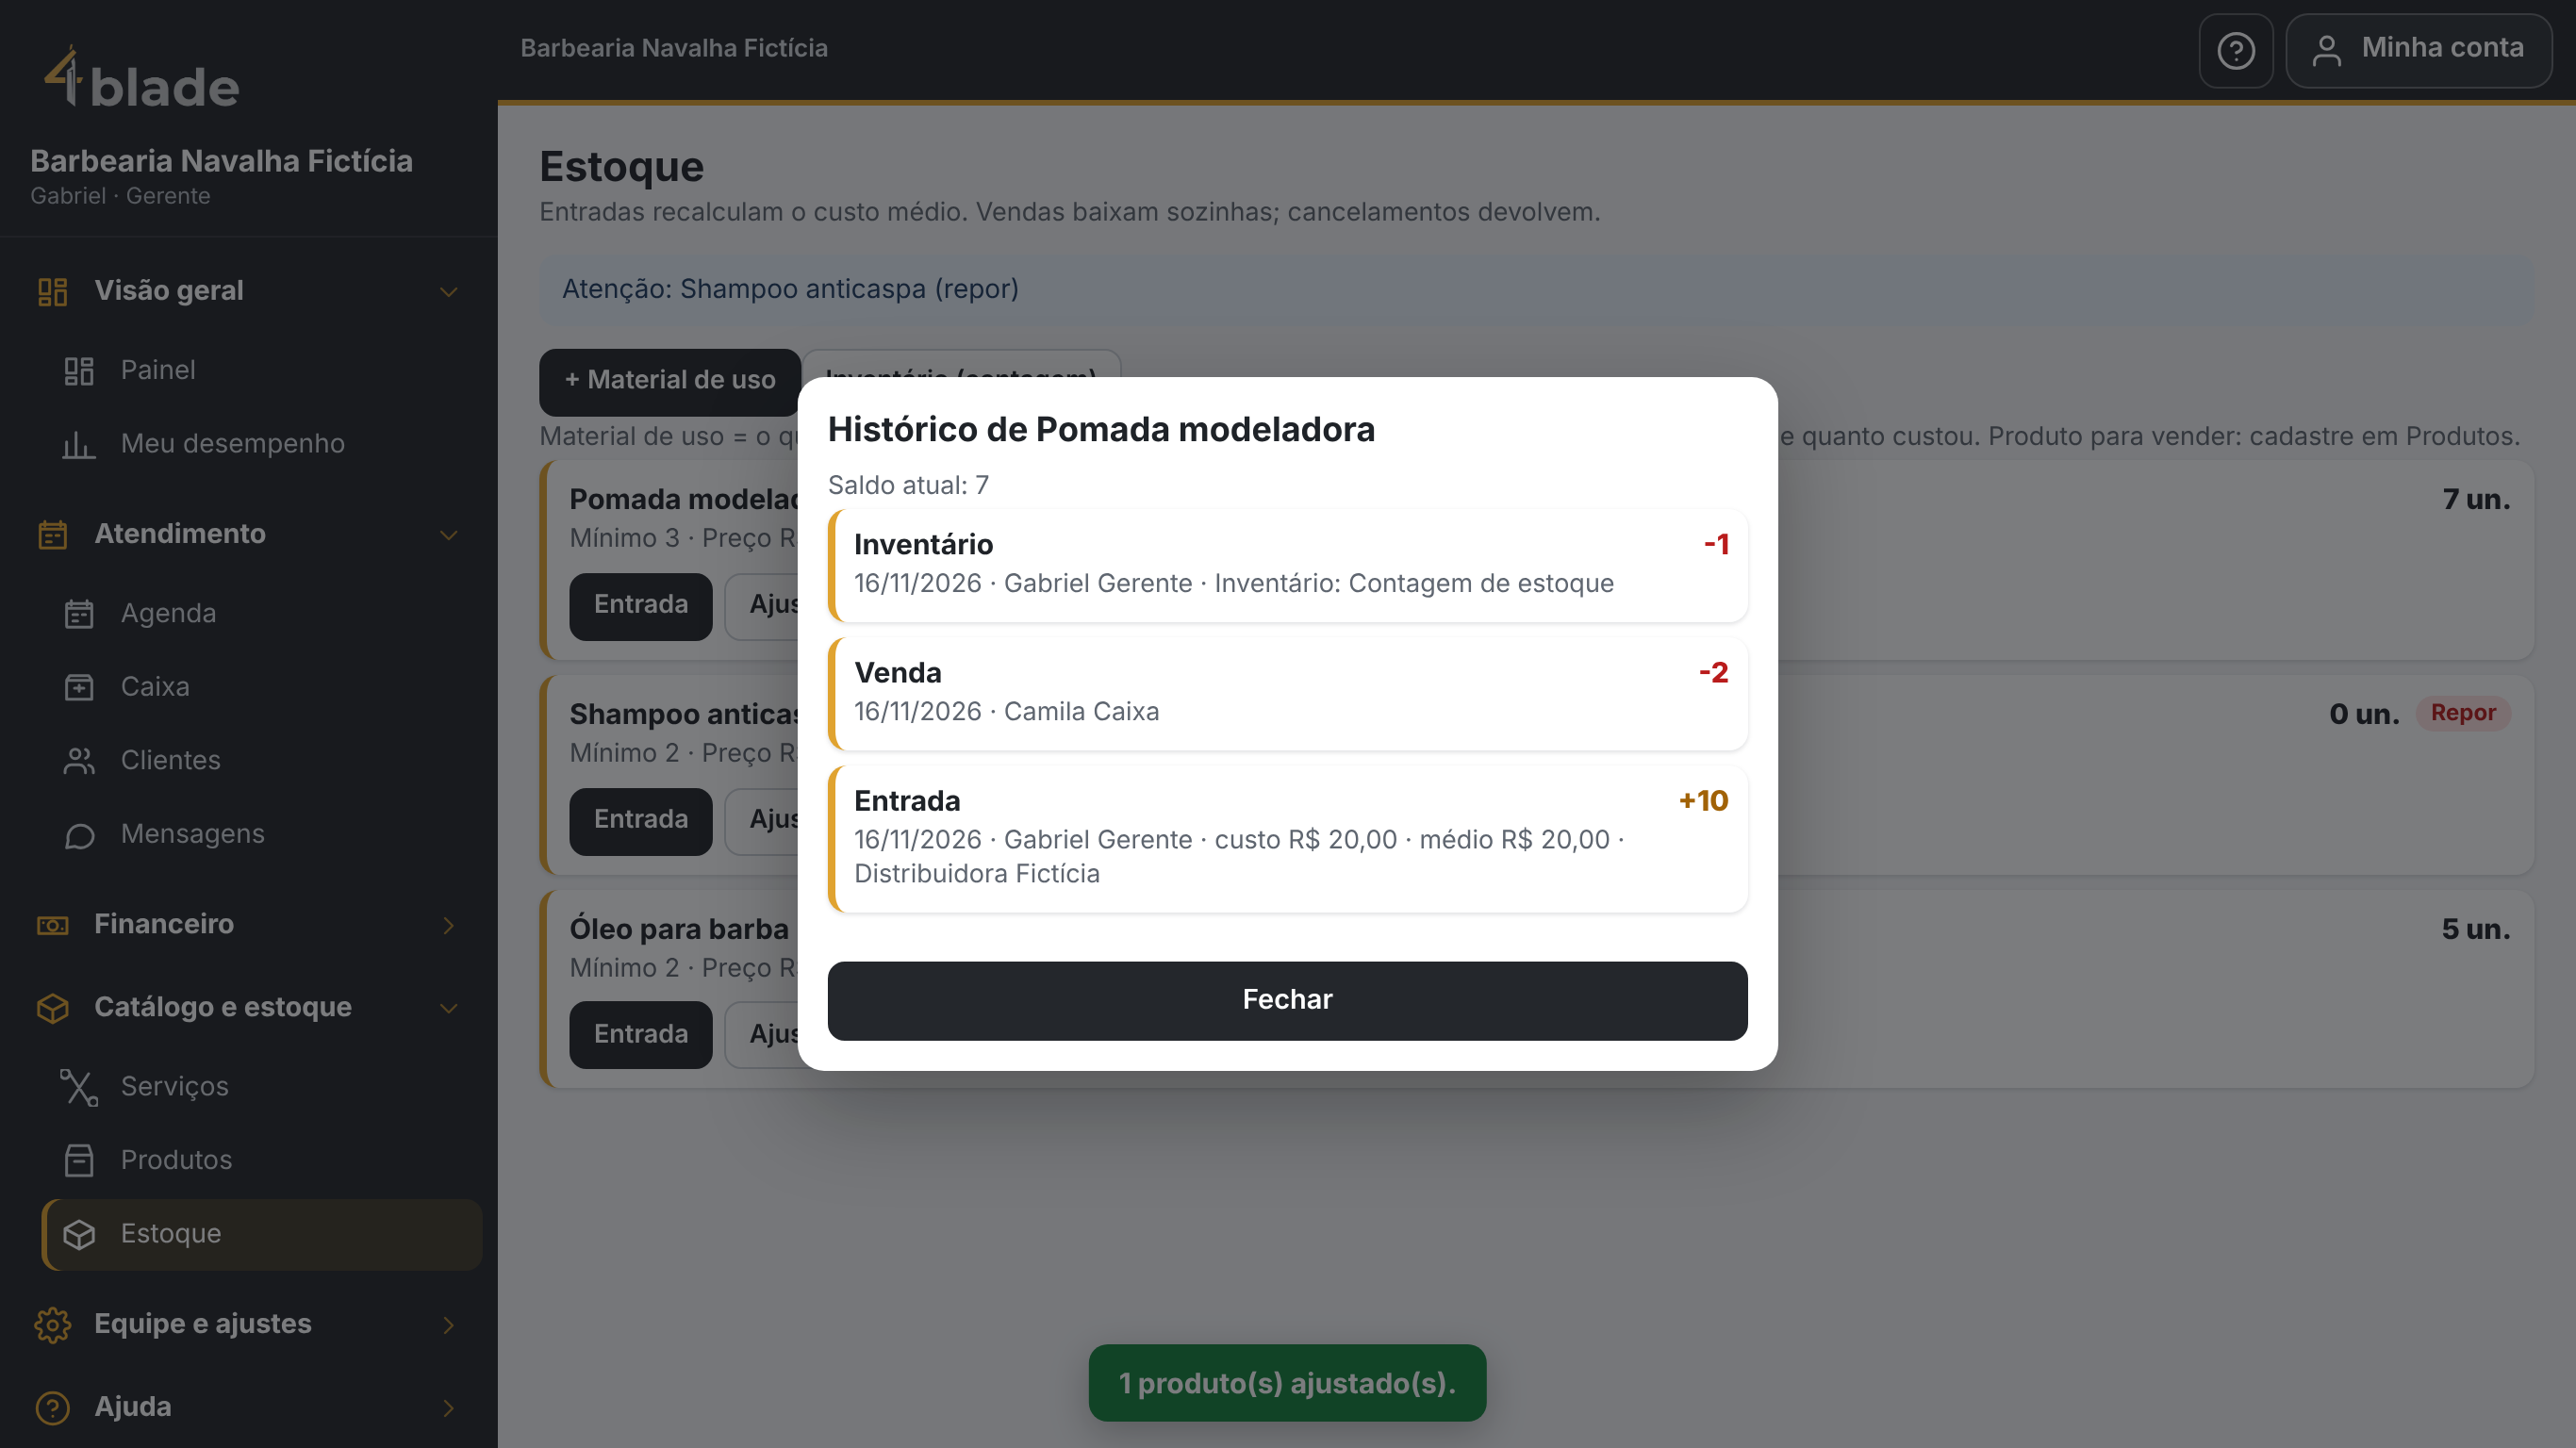 4blade
Barbearia Navalha Fictícia
Gabriel · Gerente
Visão geral
Painel
Meu desempenho
Atendimento
Agenda
Caixa
Clientes
Mensagens
Financeiro
Catálogo e estoque
Serviços
Produtos
Estoque
Equipe e ajustes
Ajuda
Barbearia Navalha Fictícia
Minha conta
Estoque
Entradas recalculam o custo médio. Vendas baixam sozinhas; cancelamentos devolvem.
Atenção: Shampoo anticaspa (repor)
+ Material de uso
Inventário (contagem)
Material de uso = o
e quanto custou. Produto para vender: cadastre em Produtos.
Pomada
7 un.
Mínimo 3 · Preço
Entrada
Shampoo
0 un.
Repor
Mínimo 2 · Preço
Entrada
Óleo para barba
5 un.
Mínimo 2 · Preço
Entrada
Histórico de Pomada modeladora
Saldo atual: 7
Inventário
-1
16/11/2026 · Gabriel Gerente · Inventário: Contagem de estoque
Venda
-2
16/11/2026 · Camila Caixa
Entrada
+10
16/11/2026 · Gabriel Gerente · custo R$ 20,00 · médio R$ 20,00 ·
Distribuidora Fictícia
Fechar
1 produto(s) ajustado(s).